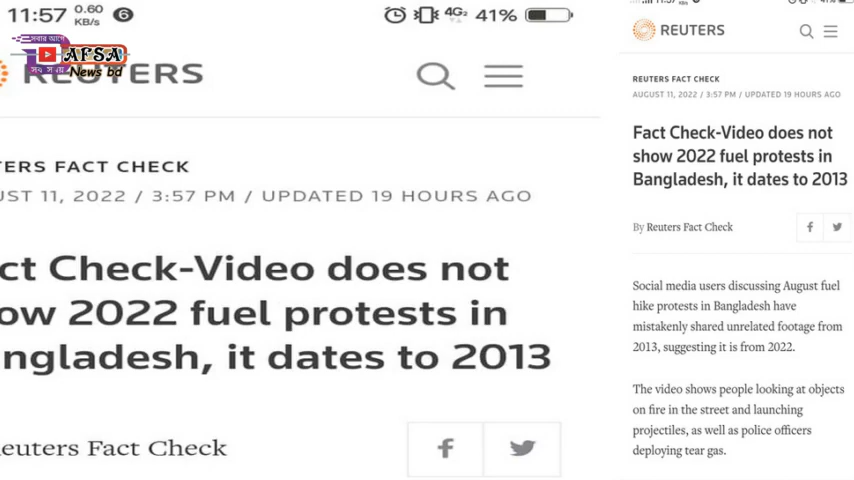 11:57 0.60 KB/s 6 4G 41%
সবার আগে
AFSA
News bd
সব সময়
REUTERS
TERS FACT CHECK
UST 11, 2022 / 3:57 PM / UPDATED 19 HOURS AGO
ct Check-Video does not
ow 2022 fuel protests in
ngladesh, it dates to 2013
euters Fact Check
REUTERS
REUTERS FACT CHECK
AUGUST 11, 2022 / 3:57 PM / UPDATED 19 HOURS AGO
Fact Check-Video does not
show 2022 fuel protests in
Bangladesh, it dates to 2013
By Reuters Fact Check
Social media users discussing August fuel
hike protests in Bangladesh have
mistakenly shared unrelated footage from
2013, suggesting it is from 2022.
The video shows people looking at objects
on fire in the street and launching
projectiles, as well as police officers
deploying tear gas.